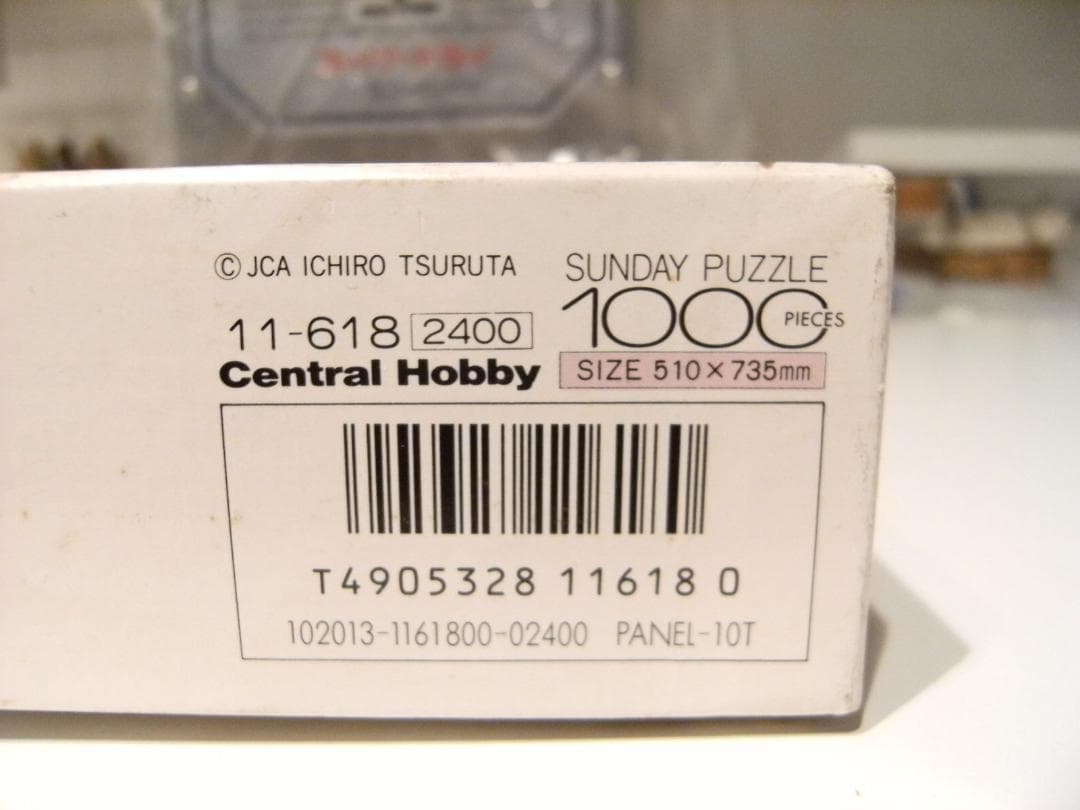 © JCA ICHIRO TSURUTA
11-618 2400
Central Hobby
SUNDAY PUZZLE
1000 PIECES
SIZE 510×735mm
T4905328 11618 0
102013-1161800-02400 PANEL-10T